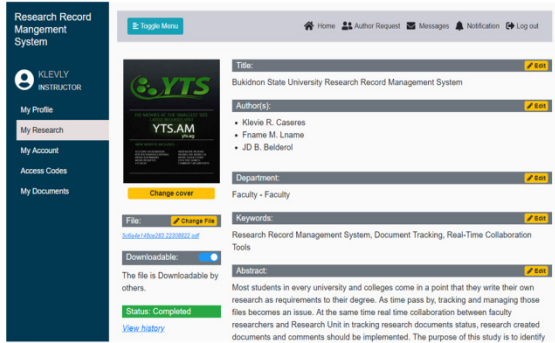 Research Record
Mangement
System
KLEVLY
INSTRUCTOR
My Profile
My Research
My Account
Access Codes
My Documents
Toggle Menu
Home
Author Request
Messages
Notification
Log out
YTS
YTS.AM
Change cover
File:
Change File
Downloadable:
The file is Downloadable by
others.
Status: Completed
View history
Title:
Edit
Bukidnon State University Research Record Management System
Author(s):
Edit
Klevie R. Caseres
Fname M. Lname
JD B. Belderol
Department:
Edit
Faculty - Faculty
Keywords:
Edit
Research Record Management System, Document Tracking, Real-Time Collaboration
Tools
Abstract:
Edit
Most students in every university and colleges come in a point that they write their own
research as requirements to their degree. As time pass by, tracking and managing those
files becomes an issue. At the same time real time collaboration between faculty
researchers and Research Unit in tracking research documents status, research created
documents and comments should be implemented. The purpose of this study is to identify